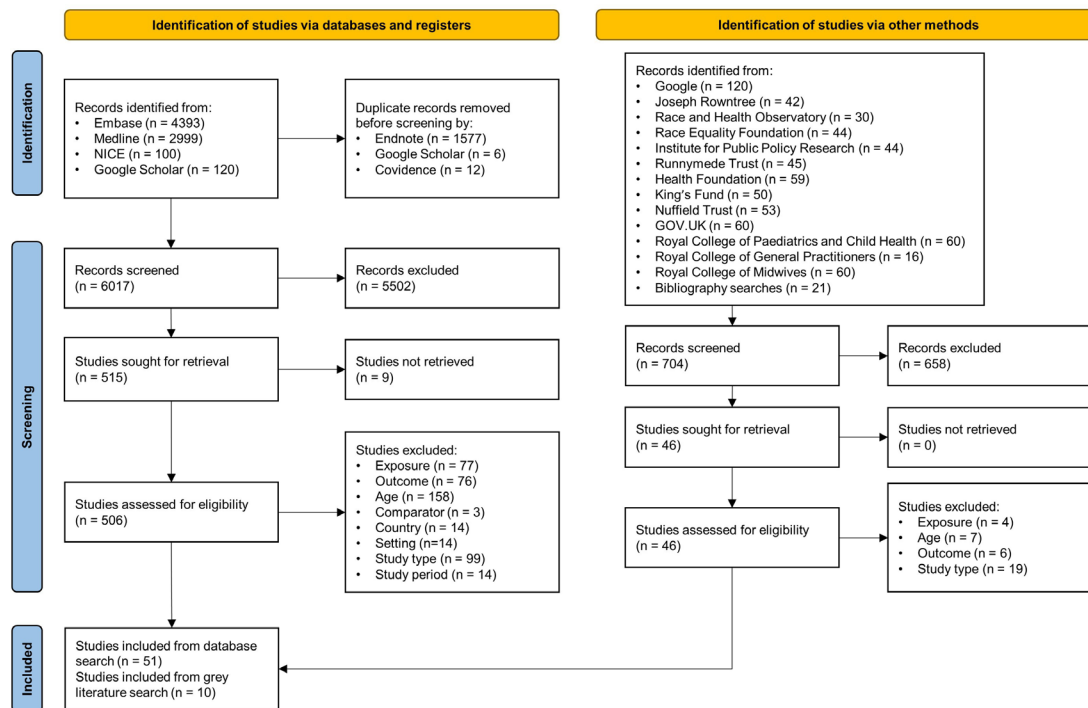 Identification of studies via databases and registers
Identification of studies via other methods
Identification
Records identified from:
• Embase (n = 4393)
• Medline (n = 2999)
• NICE (n = 100)
• Google Scholar (n = 120)
Duplicate records removed
before screening by:
• Endnote (n = 1577)
• Google Scholar (n = 6)
• Covidence (n = 12)
Records identified from:
• Google (n = 120)
• Joseph Rowntree (n = 42)
• Race and Health Observatory (n = 30)
• Race Equality Foundation (n = 44)
• Institute for Public Policy Research (n = 44)
• Runnymede Trust (n = 45)
• Health Foundation (n = 59)
• King's Fund (n = 50)
• Nuffield Trust (n = 53)
• GOV.UK (n = 60)
• Royal College of Paediatrics and Child Health (n = 60)
• Royal College of General Practitioners (n = 16)
• Royal College of Midwives (n = 60)
• Bibliography searches (n = 21)
Screening
Records screened
(n = 6017)
Records excluded
(n = 5502)
Studies sought for retrieval
(n = 515)
Studies not retrieved
(n = 9)
Studies assessed for eligibility
(n = 506)
Studies excluded:
• Exposure (n = 77)
• Outcome (n = 76)
• Age (n = 158)
• Comparator (n = 3)
• Country (n = 14)
• Setting (n=14)
• Study type (n = 99)
• Study period (n = 14)
Records screened
(n = 704)
Records excluded
(n = 658)
Studies sought for retrieval
(n = 46)
Studies not retrieved
(n = 0)
Studies assessed for eligibility
(n = 46)
Studies excluded:
• Exposure (n = 4)
• Age (n = 7)
• Outcome (n = 6)
• Study type (n = 19)
Included
Studies included from database
search (n = 51)
Studies included from grey
literature search (n = 10)